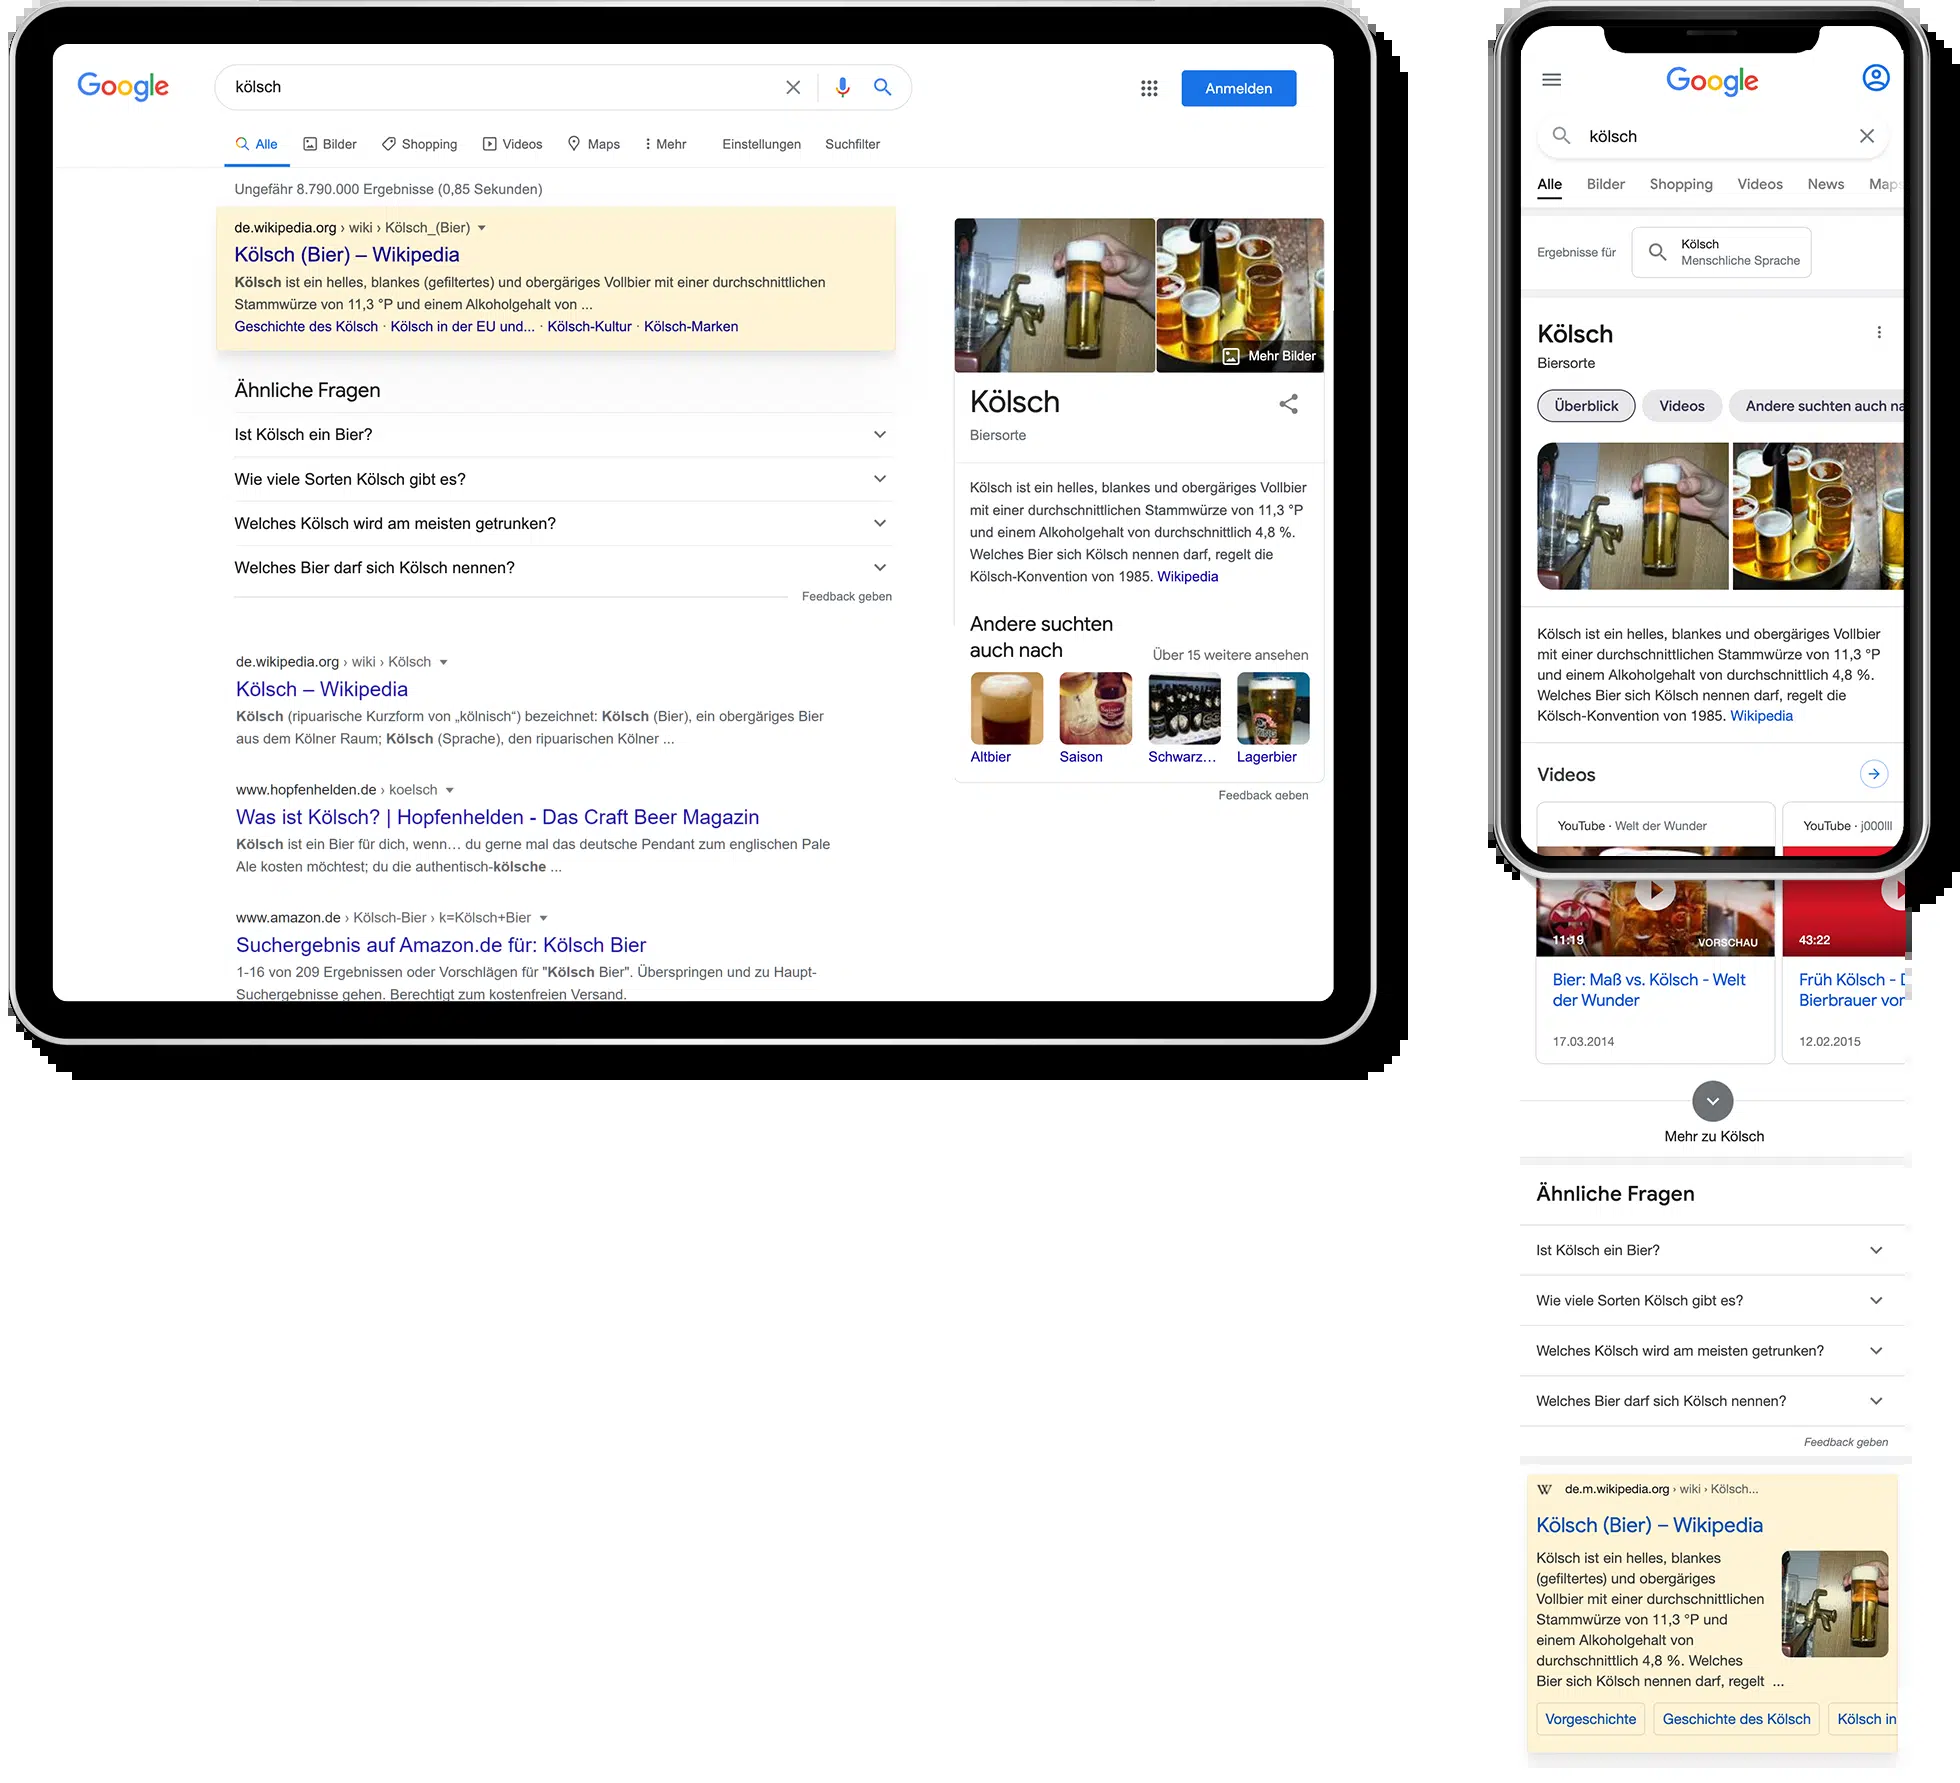 Google
kölsch
Anmelden
Alle Bilder Shopping Videos Maps Mehr Einstellungen Suchfilter
Ungefähr 8.790.000 Ergebnisse (0,85 Sekunden)
de.wikipedia.org › wiki › Kölsch_(Bier)
Kölsch (Bier) – Wikipedia
Kölsch ist ein helles, blankes (gefiltertes) und obergäriges Vollbier mit einer durchschnittlichen
Stammwürze von 11,3 °P und einem Alkoholgehalt von ...
Geschichte des Kölsch · Kölsch in der EU und... · Kölsch-Kultur · Kölsch-Marken
Ähnliche Fragen
Ist Kölsch ein Bier?
Wie viele Sorten Kölsch gibt es?
Welches Kölsch wird am meisten getrunken?
Welches Bier darf sich Kölsch nennen?
Feedback geben
de.wikipedia.org › wiki › Kölsch
Kölsch – Wikipedia
Kölsch (ripuarische Kurzform von „kölnisch“) bezeichnet: Kölsch (Bier), ein obergäriges Bier
aus dem Kölner Raum; Kölsch (Sprache), den ripuarischen Kölner ...
www.hopfenhelden.de › koelsch
Was ist Kölsch? | Hopfenhelden - Das Craft Beer Magazin
Kölsch ist ein Bier für dich, wenn… du gerne mal das deutsche Pendant zum englischen Pale
Ale kosten möchtest; du die authentisch-kölsche ...
www.amazon.de › Kölsch-Bier › k=Kölsch+Bier
Suchergebnis auf Amazon.de für: Kölsch Bier
1-16 von 209 Ergebnissen oder Vorschlägen für "Kölsch Bier". Überspringen und zu Haupt-
Suchergebnisse gehen. Berechtigt zum kostenfreien Versand.
Mehr Bilder
Kölsch
Biersorte
Kölsch ist ein helles, blankes und obergäriges Vollbier
mit einer durchschnittlichen Stammwürze von 11,3 °P
und einem Alkoholgehalt von durchschnittlich 4,8 %.
Welches Bier sich Kölsch nennen darf, regelt die
Kölsch-Konvention von 1985. Wikipedia
Andere suchten
auch nach
Über 15 weitere ansehen
Altbier Saison Schwarz... Lagerbier
Feedback geben
Google
kölsch
Alle Bilder Shopping Videos News Maps
Ergebnisse für
Kölsch
Menschliche Sprache
Kölsch
Biersorte
Überblick Videos Andere suchten auch na
Kölsch ist ein helles, blankes und obergäriges Vollbier
mit einer durchschnittlichen Stammwürze von 11,3 °P
und einem Alkoholgehalt von durchschnittlich 4,8 %.
Welches Bier sich Kölsch nennen darf, regelt die
Kölsch-Konvention von 1985. Wikipedia
Videos
YouTube · Welt der Wunder
11:19
VORSCHAU
Bier: Maß vs. Kölsch - Welt
der Wunder
17.03.2014
YouTube · j000lll
43:22
Früh Kölsch -
Bierbrauer vor
12.02.2015
Mehr zu Kölsch
Ähnliche Fragen
Ist Kölsch ein Bier?
Wie viele Sorten Kölsch gibt es?
Welches Kölsch wird am meisten getrunken?
Welches Bier darf sich Kölsch nennen?
Feedback geben
W de.m.wikipedia.org › wiki › Kölsch...
Kölsch (Bier) – Wikipedia
Kölsch ist ein helles, blankes
(gefiltertes) und obergäriges
Vollbier mit einer durchschnittlichen
Stammwürze von 11,3 °P und
einem Alkoholgehalt von
durchschnittlich 4,8 %. Welches
Bier sich Kölsch nennen darf, regelt ...
Vorgeschichte Geschichte des Kölsch Kölsch in